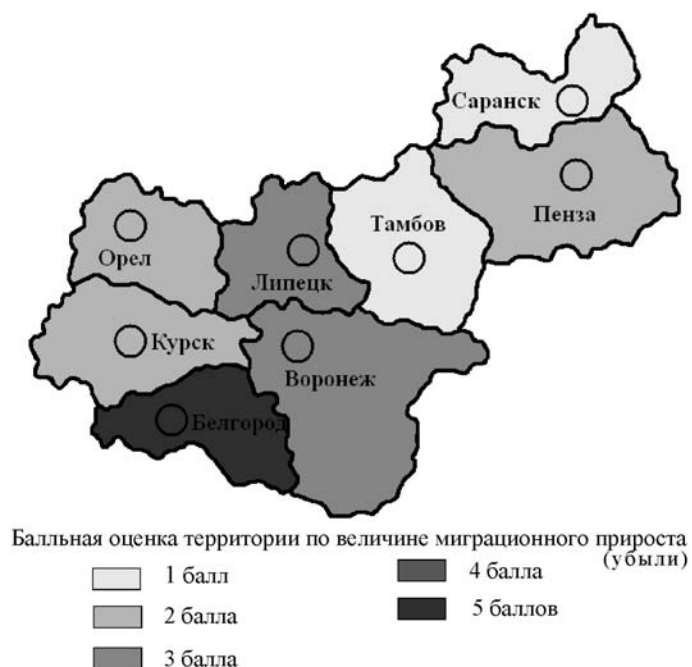 Саранск
Пенза
Тамбов
Орел
Липецк
Курск
Воронеж
Белгород
Балльная оценка территории по величине миграционного прироста
(убыли)
1 балл
2 балла
3 балла
4 балла
5 баллов